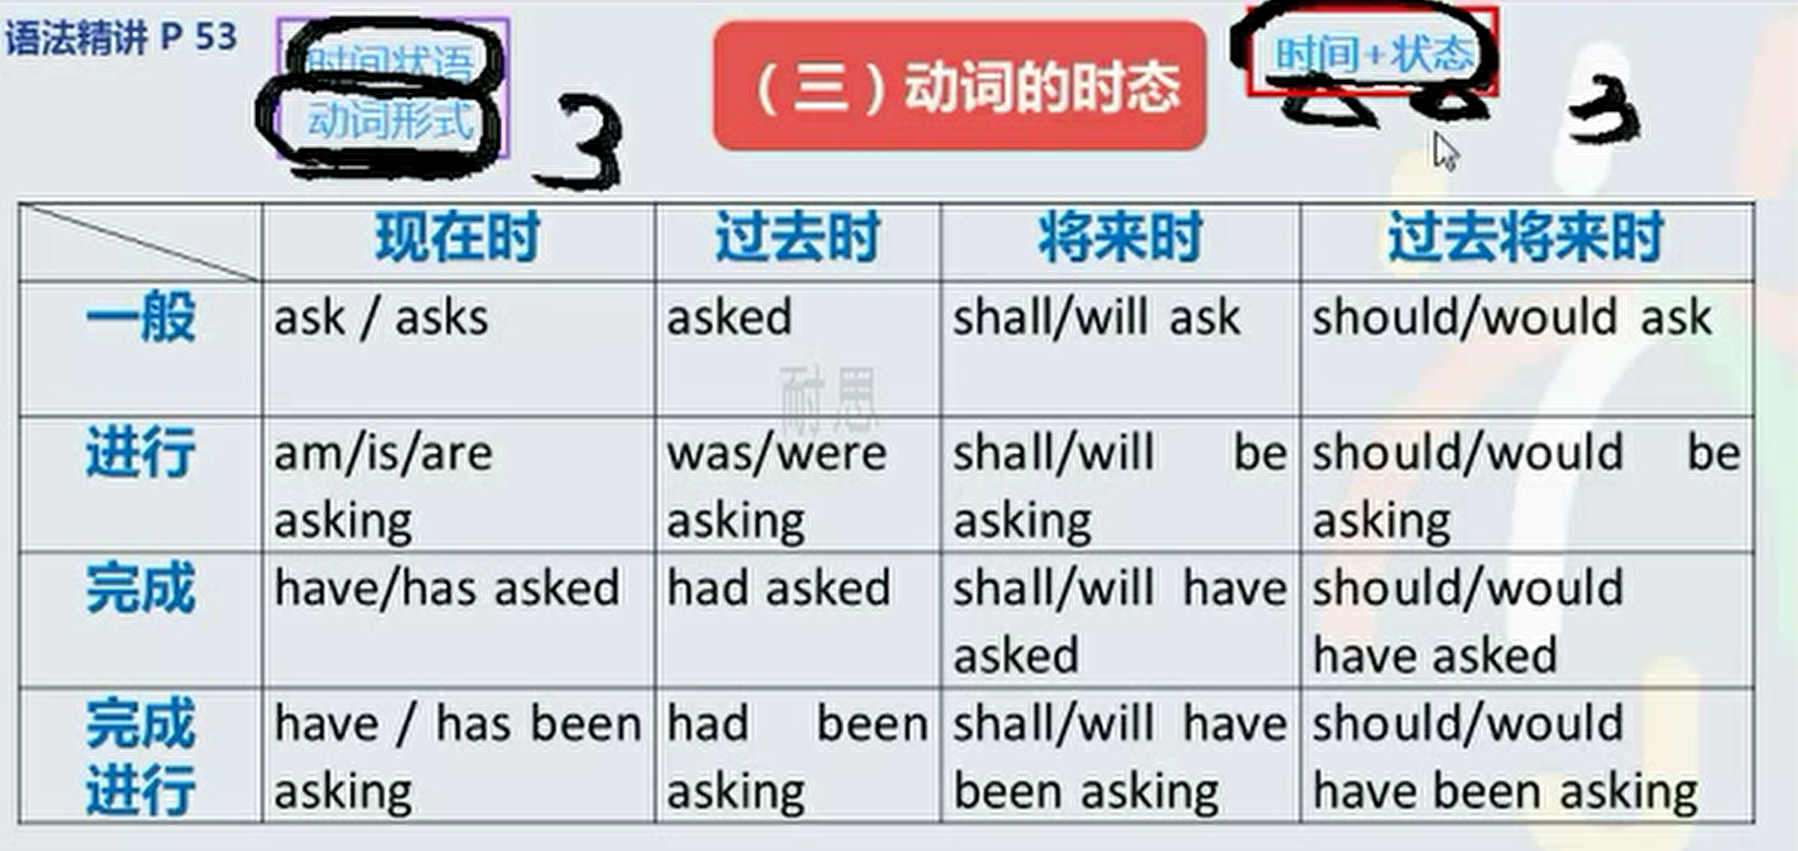 语法精讲 P 53
时间状语
动词形式
3
（三）动词的时态
时间+状态
3
现在时 过去时 将来时 过去将来时
一般 ask / asks asked shall/will ask should/would ask
耐思
进行 am/is/are was/were shall/will be should/would be
asking asking asking asking
完成 have/has asked had asked shall/will have should/would
asked have asked
完成 have / has been had been shall/will have should/would
进行 asking asking been asking have been asking